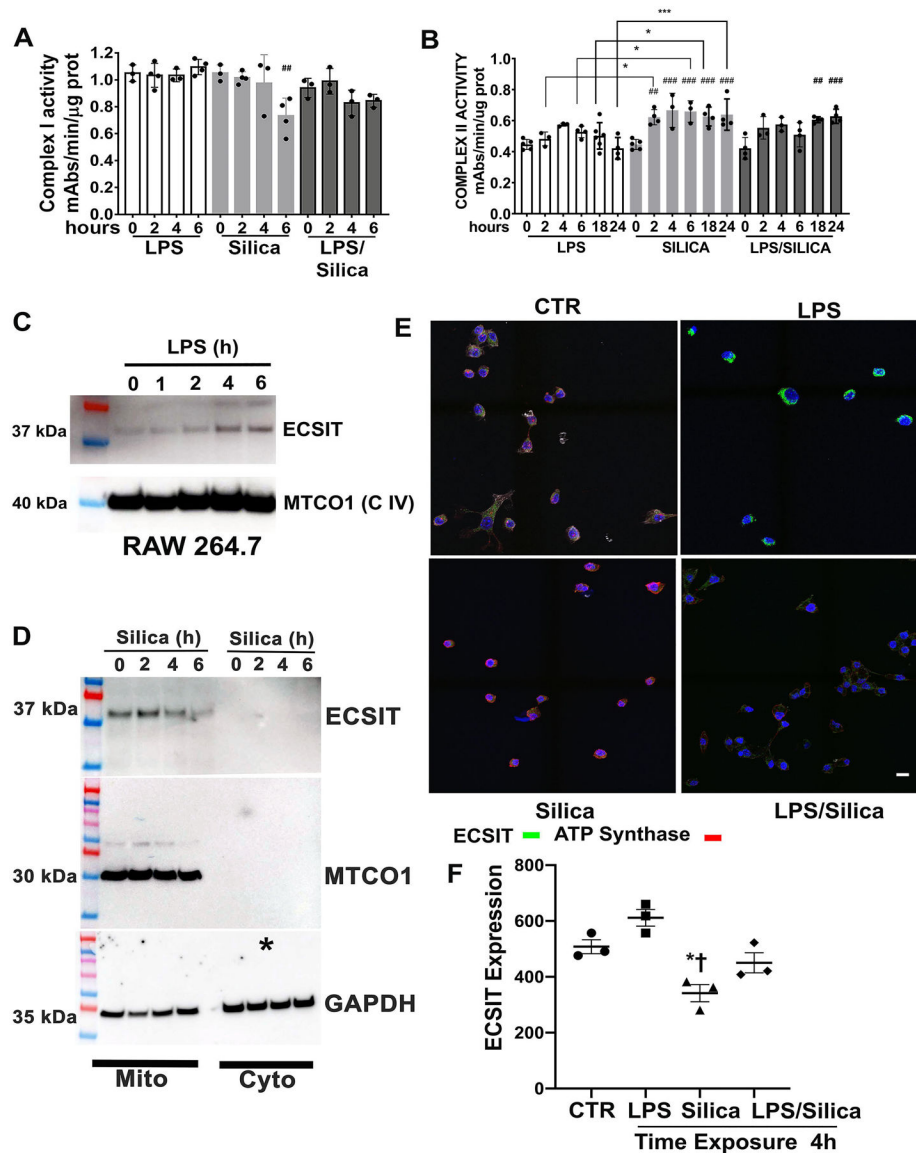 A
Complex I activity
mAbs/min/µg prot
1.2
1.0
0.8
0.6
0.4
0.2
0.0
##
hours 0 2 4 6 0 2 4 6 0 2 4 6
LPS Silica LPS/
Silica
B
COMPLEX II ACTIVITY
mAbs/min/ug prot
1.0
0.8
0.6
0.4
0.2
0.0
***
*
*
*
## ### ### ### ### ## ###
hours 0 2 4 6 18 24 0 2 4 6 18 24 0 2 4 6 18 24
LPS SILICA LPS/SILICA
C
LPS (h)
0 1 2 4 6
37 kDa ECSIT
40 kDa MTCO1 (C IV)
RAW 264.7
D
Silica (h) Silica (h)
0 2 4 6 0 2 4 6
37 kDa ECSIT
30 kDa MTCO1
*
35 kDa GAPDH
Mito Cyto
E
CTR LPS
Silica LPS/Silica
ECSIT ATP Synthase
F
ECSIT Expression
800
600
400
200
0
*†
CTR LPS Silica LPS/Silica
Time Exposure 4h